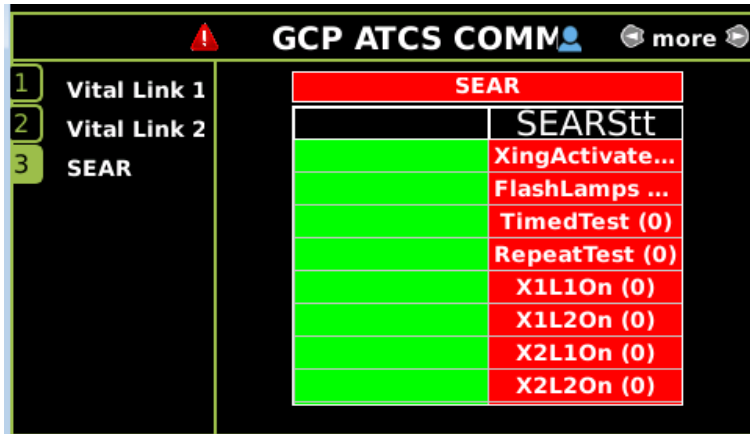 GCP ATCS COMM
more
1 Vital Link 1
2 Vital Link 2
3 SEAR
SEAR
SEARStt
XingActivate...
FlashLamps ...
TimedTest (0)
RepeatTest (0)
X1L1On (0)
X1L2On (0)
X2L1On (0)
X2L2On (0)